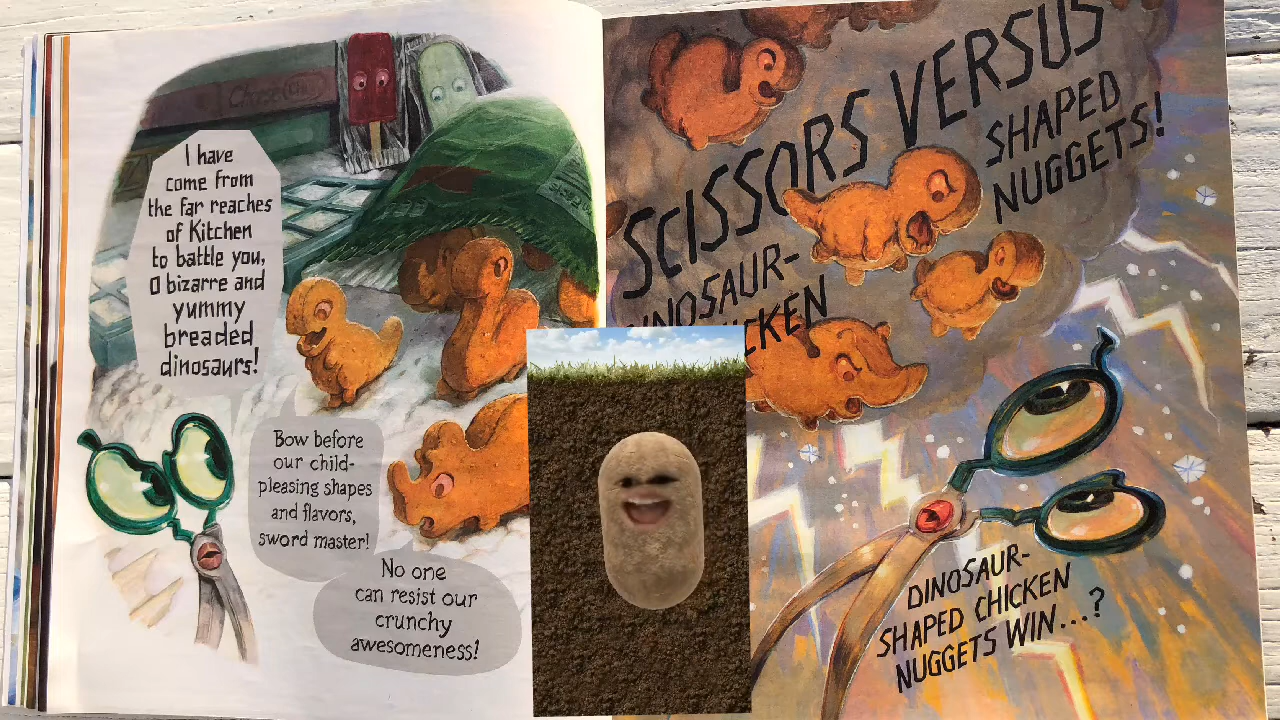 I have
come from
the far reaches
of Kitchen
to battle you,
O bizarre and
yummy
breaded
dinosaurs!
Bow before
our child-
pleasing shapes
and flavors,
sword master!
No one
can resist our
crunchy
awesomeness!
SCISSORS VERSUS
DINOSAUR-
SHAPED
CHICKEN
NUGGETS!
DINOSAUR-
SHAPED CHICKEN
NUGGETS WIN...?